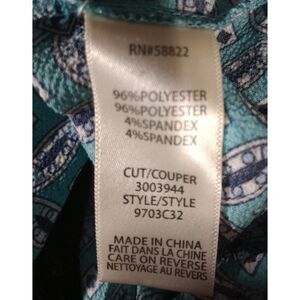 RN#58822
96%POLYESTER
96%POLYESTER
4%SPANDEX
4%SPANDEX
CUT/COUPER
3003944
STYLE/STYLE
9703C32
MADE IN CHINA
FAIT DANS LA CHINE
CARE ON REVERSE
NETTOYAGE AU REVERS